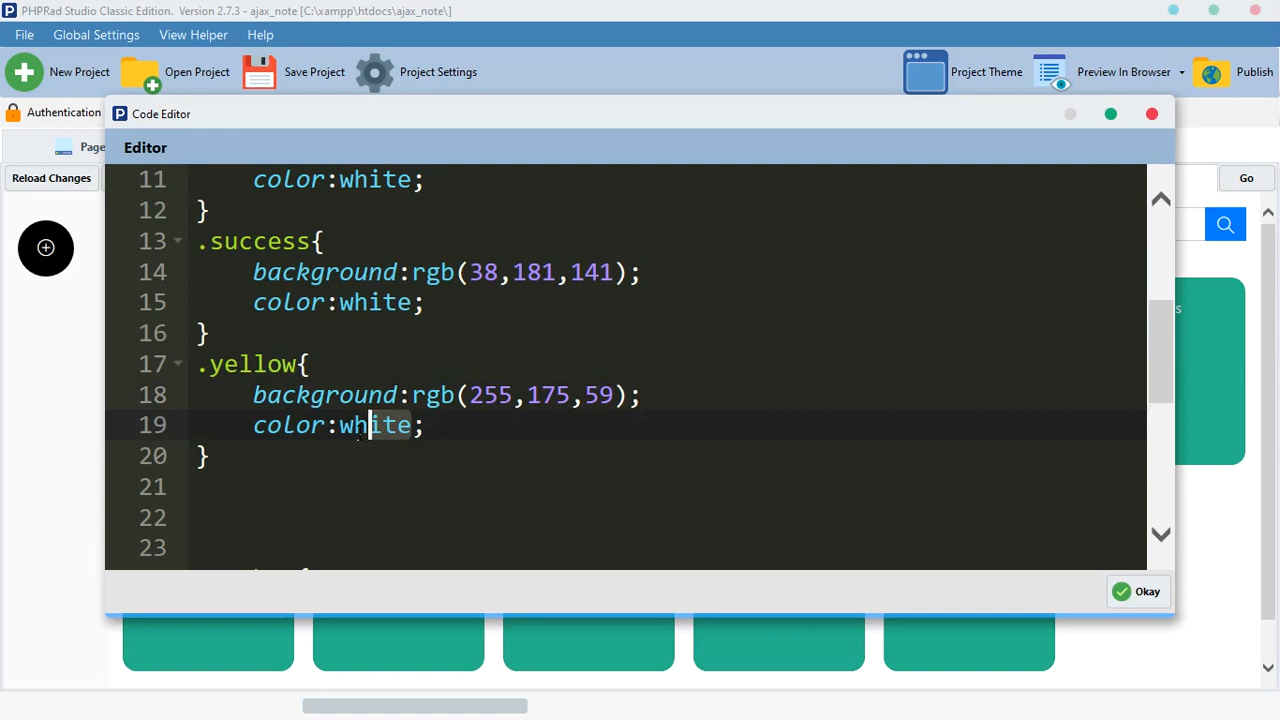 PHPRad Studio Classic Edition. Version 2.7.3 - ajax_note [C:\xampp\htdocs\ajax_note\]
File Global Settings View Helper Help
New Project Open Project Save Project Project Settings Project Theme Preview In Browser Publish
Authentication
Code Editor
Page
Editor
Reload Changes
Go
11 color:white;
12 }
13 .success{
14 background:rgb(38,181,141);
15 color:white;
16 }
17 .yellow{
18 background:rgb(255,175,59);
19 color:white;
20 }
21
22
23
Okay